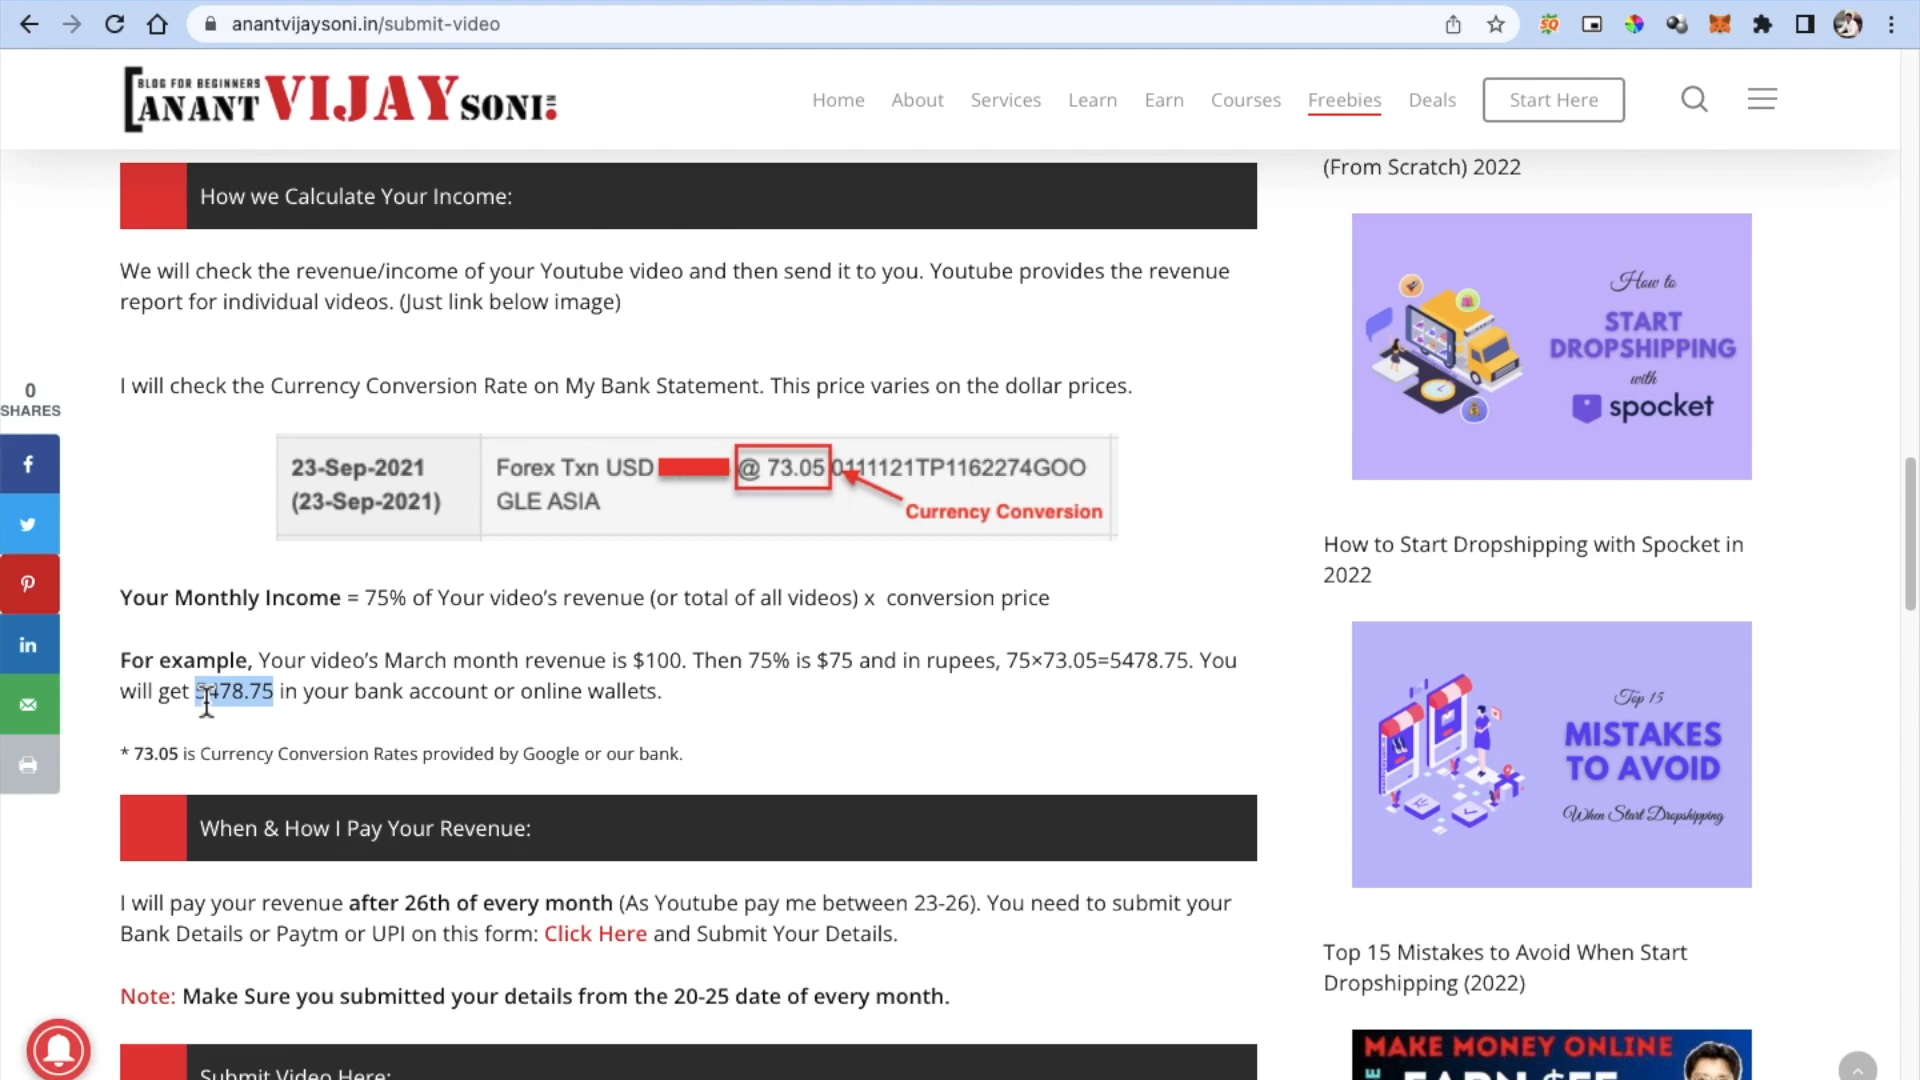 anantvijaysoni.in/submit-video
BLOG FOR BEGINNERS
ANANT VIJAY SONI
Home About Services Learn Earn Courses Freebies Deals Start Here
How we Calculate Your Income:
We will check the revenue/income of your Youtube video and then send it to you. Youtube provides the revenue
report for individual videos. (Just link below image)
I will check the Currency Conversion Rate on My Bank Statement. This price varies on the dollar prices.
23-Sep-2021 Forex Txn USD @ 73.05 0111121TP1162274GOO
(23-Sep-2021) GLE ASIA
Currency Conversion
Your Monthly Income = 75% of Your video’s revenue (or total of all videos) x conversion price
For example, Your video’s March month revenue is $100. Then 75% is $75 and in rupees, 75×73.05=5478.75. You
will get 5478.75 in your bank account or online wallets.
* 73.05 is Currency Conversion Rates provided by Google or our bank.
When & How I Pay Your Revenue:
I will pay your revenue after 26th of every month (As Youtube pay me between 23-26). You need to submit your
Bank Details or Paytm or UPI on this form: Click Here and Submit Your Details.
Note: Make Sure you submitted your details from the 20-25 date of every month.
Submit Video Here:
0
SHARES
(From Scratch) 2022
How to
START
DROPSHIPPING
with
spocket
How to Start Dropshipping with Spocket in
2022
Top 15
MISTAKES
TO AVOID
When Start Dropshipping
Top 15 Mistakes to Avoid When Start
Dropshipping (2022)
MAKE MONEY ONLINE